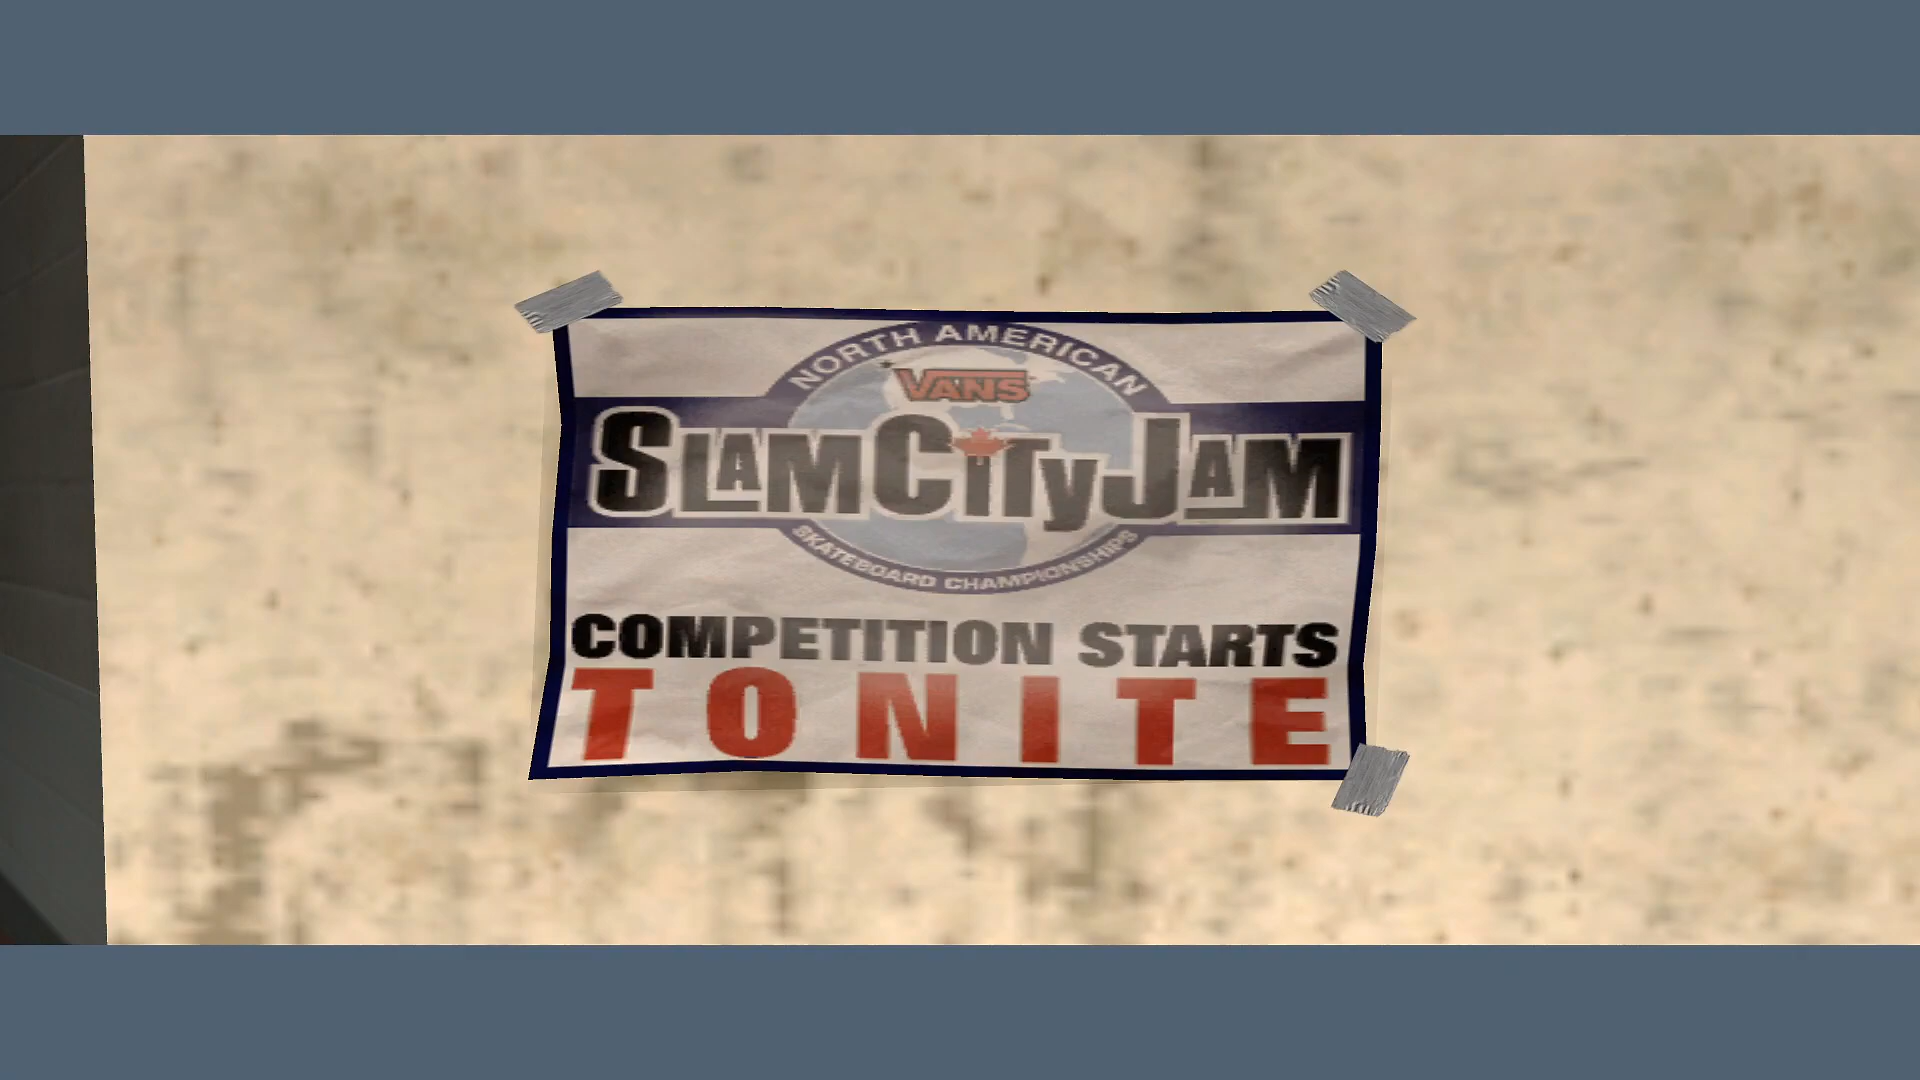 NORTH AMERICAN
VANS
SLAMCITYJAM
SKATEBOARD CHAMPIONSHIPS
COMPETITION STARTS
TONITE